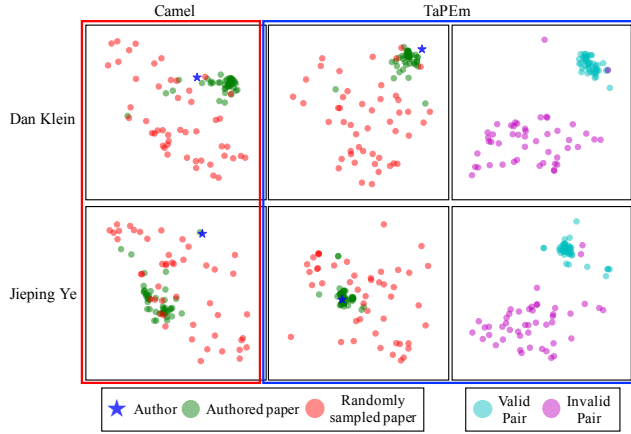 Camel
TaPEm
Dan Klein
Jieping Ye
Author
Authored paper
Randomly
sampled paper
Valid
Pair
Invalid
Pair